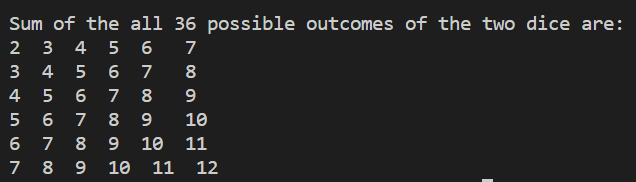 Sum of the all 36 possible outcomes of the two dice are:
2 3 4 5 6 7
3 4 5 6 7 8
4 5 6 7 8 9
5 6 7 8 9 10
6 7 8 9 10 11
7 8 9 10 11 12